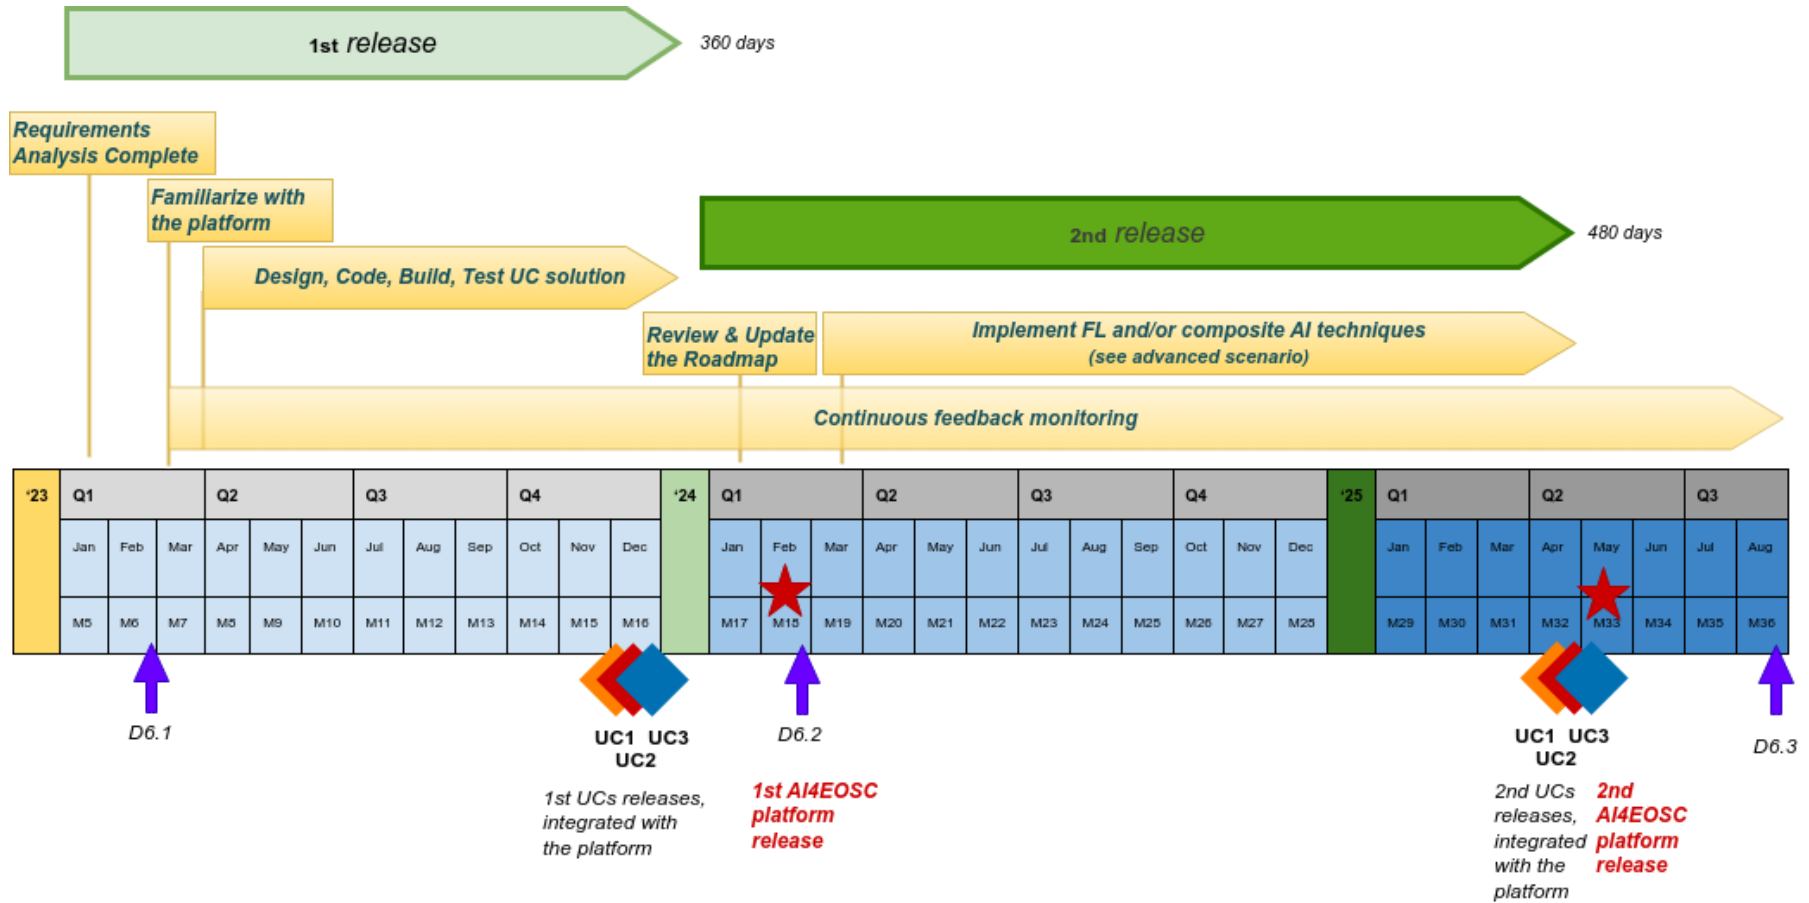 1st release
360 days
Requirements
Analysis Complete
Familiarize with
the platform
2nd release
480 days
Design, Code, Build, Test UC solution
Review & Update
the Roadmap
Implement FL and/or composite AI techniques
(see advanced scenario)
Continuous feedback monitoring
‘23 Q1 Q2 Q3 Q4 ‘24 Q1 Q2 Q3 Q4 ‘25 Q1 Q2 Q3
Jan Feb Mar Apr May Jun Jul Aug Sep Oct Nov Dec Jan Feb Mar Apr May Jun Jul Aug Sep Oct Nov Dec Jan Feb Mar Apr May Jun Jul Aug
M5 M6 M7 M8 M9 M10 M11 M12 M13 M14 M15 M16 M17 M18 M19 M20 M21 M22 M23 M24 M25 M26 M27 M28 M29 M30 M31 M32 M33 M34 M35 M36
D6.1
UC1 UC3
UC2
D6.2
UC1 UC3
UC2
D6.3
1st UCs releases,
integrated with
the platform
1st AI4EOSC
platform
release
2nd UCs
releases,
integrated
with the
platform
2nd
AI4EOSC
platform
release